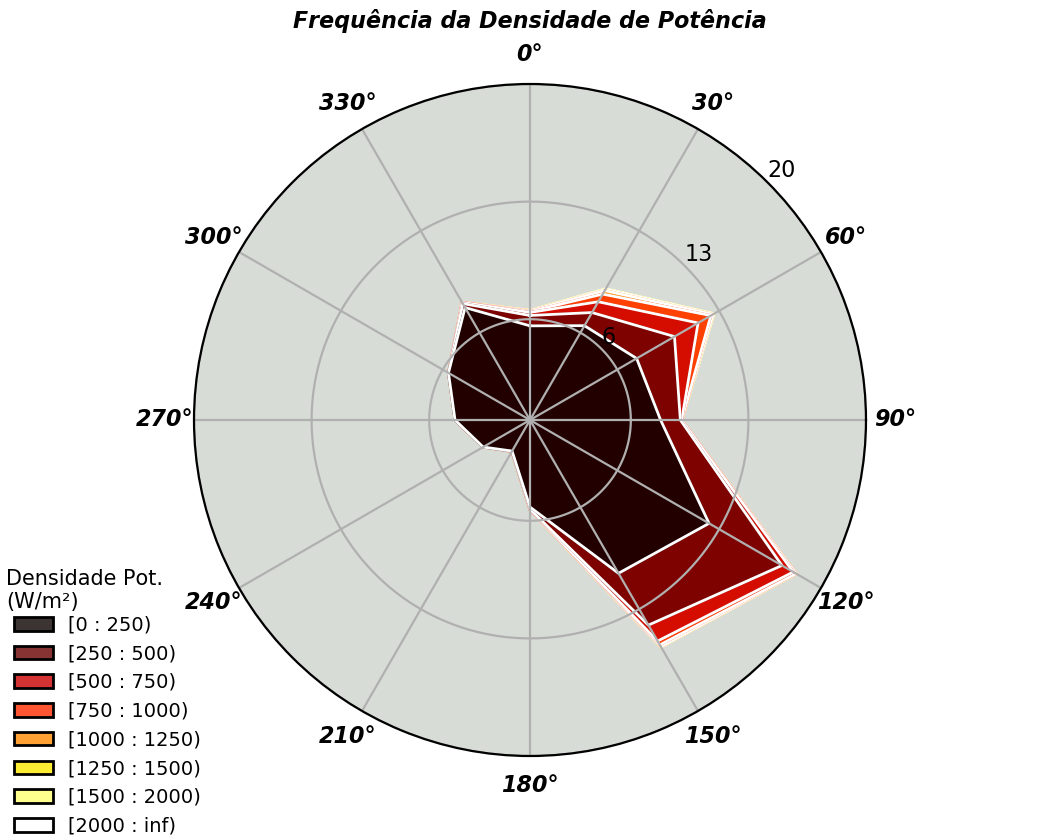 Frequência da Densidade de Potência
0°
330°
30°
20
300°
60°
13
6
270°
90°
240°
120°
210°
150°
180°
Densidade Pot.
(W/m²)
[0 : 250)
[250 : 500)
[500 : 750)
[750 : 1000)
[1000 : 1250)
[1250 : 1500)
[1500 : 2000)
[2000 : inf)